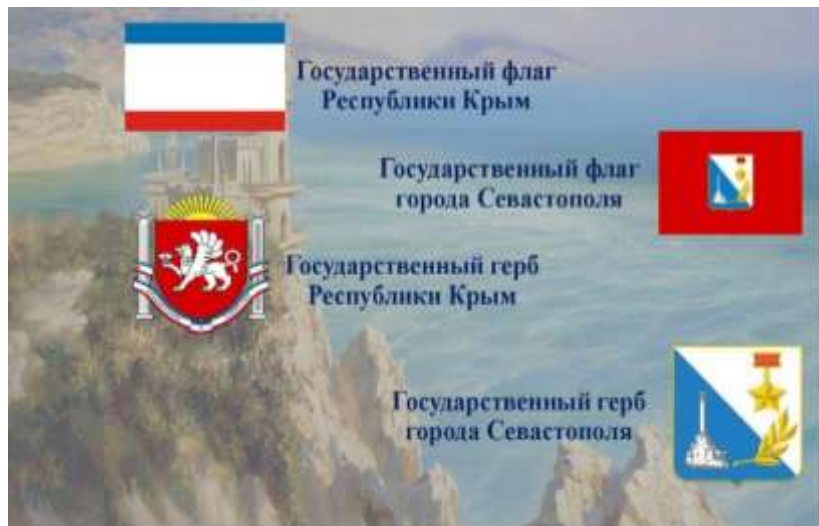 Государственный флаг
Республики Крым
Государственный флаг
города Севастополя
Государственный герб
Республики Крым
Государственный герб
города Севастополя